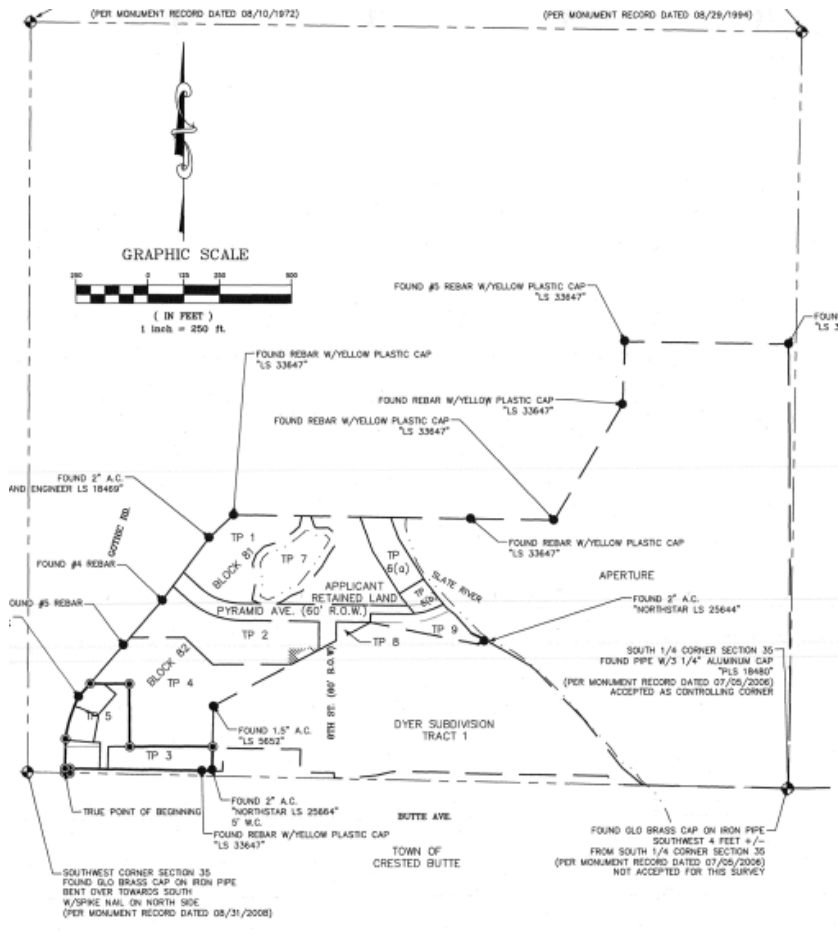 (PER MONUMENT RECORD DATED 08/10/1972)
(PER MONUMENT RECORD DATED 08/29/1994)
GRAPHIC SCALE
250 0 125 250 500
( IN FEET )
1 inch = 250 ft.
FOUND #5 REBAR W/YELLOW PLASTIC CAP
"LS 33647"
FOUN
"LS 3
FOUND REBAR W/YELLOW PLASTIC CAP
"LS 33647"
FOUND REBAR W/YELLOW PLASTIC CAP
"LS 33647"
FOUND REBAR W/YELLOW PLASTIC CAP
"LS 33647"
FOUND 2" A.C.
AND ENGINEER LS 18469"
GOTHIC RD.
TP 1
BLOCK 81
TP 7
TP
6(a)
FOUND REBAR W/YELLOW PLASTIC CAP
"LS 33647"
FOUND #4 REBAR
APPLICANT
RETAINED LAND
TP
6(b)
SLATE RIVER
APERTURE
OUND #5 REBAR
PYRAMID AVE. (60' R.O.W.)
FOUND 2" A.C.
"NORTHSTAR LS 25644"
TP 2
TP 8
TP 9
BLOCK 82
TP 4
8TH ST. (60' R.O.W)
SOUTH 1/4 CORNER SECTION 35
FOUND PIPE W/3 1/4" ALUMINUM CAP
"PLS 18480"
(PER MONUMENT RECORD DATED 07/05/2006)
ACCEPTED AS CONTROLLING CORNER
TP 5
FOUND 1.5" A.C.
"LS 5652"
DYER SUBDIVISION
TRACT 1
TP 3
TRUE POINT OF BEGINNING
FOUND 2" A.C.
"NORTHSTAR LS 25664"
5' W.C.
FOUND REBAR W/YELLOW PLASTIC CAP
"LS 33647"
BUTTE AVE.
TOWN OF
CRESTED BUTTE
FOUND GLO BRASS CAP ON IRON PIPE
SOUTHWEST 4 FEET +/-
FROM SOUTH 1/4 CORNER SECTION 35
(PER MONUMENT RECORD DATED 07/05/2006)
NOT ACCEPTED FOR THIS SURVEY
SOUTHWEST CORNER SECTION 35
FOUND GLO BRASS CAP ON IRON PIPE
BENT OVER TOWARDS SOUTH
W/SPIKE NAIL ON NORTH SIDE
(PER MONUMENT RECORD DATED 08/31/2008)